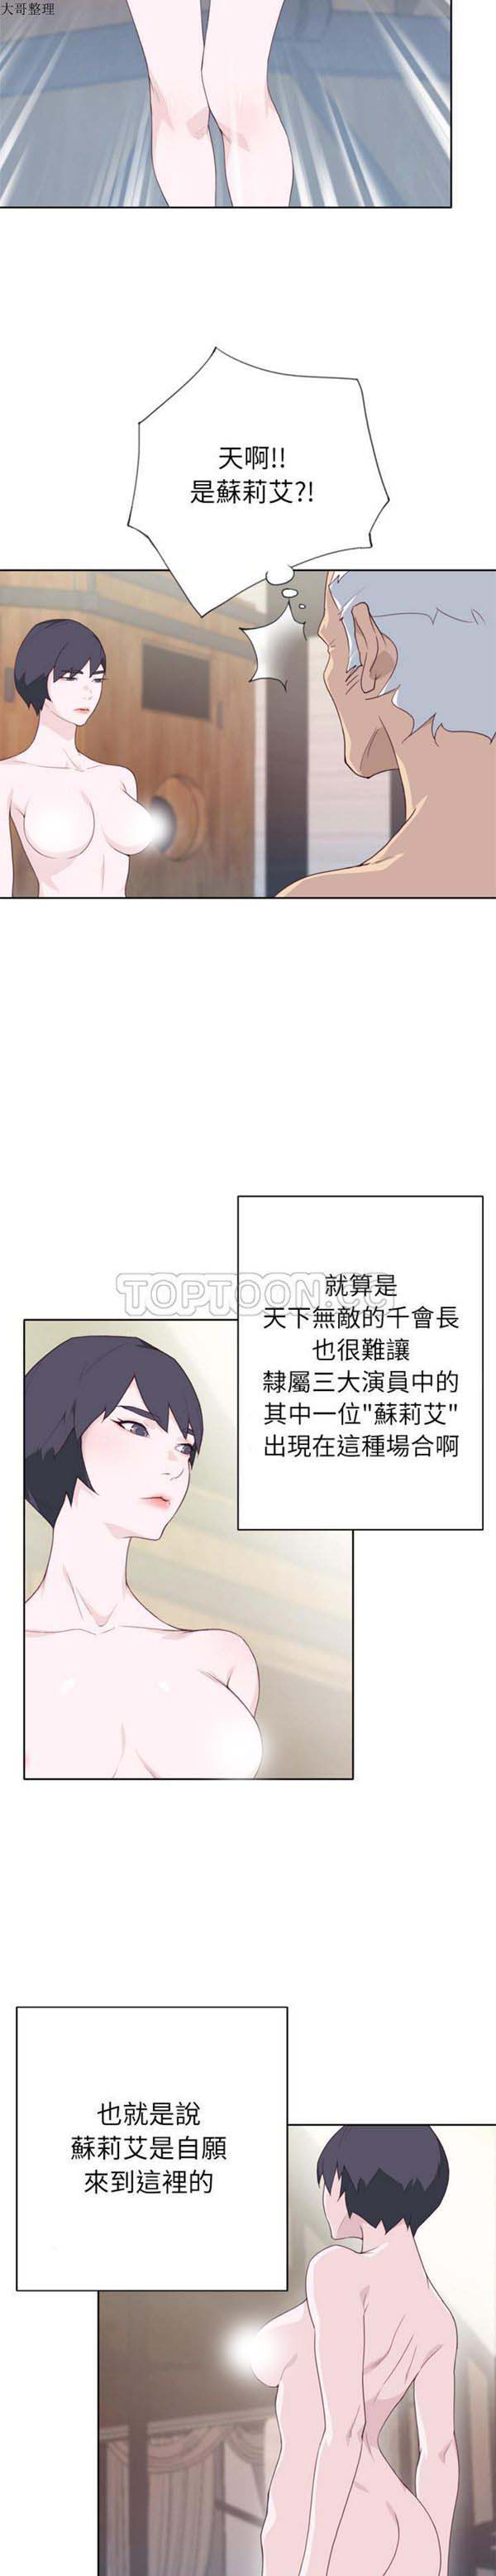 大哥整理
天啊!!
是蘇莉艾?!
TOPTOON.CC
就算是
天下無敵的千會長
也很難讓
隸屬三大演員中的
其中一位"蘇莉艾"
出現在這種場合啊
也就是說
蘇莉艾是自願
來到這裡的